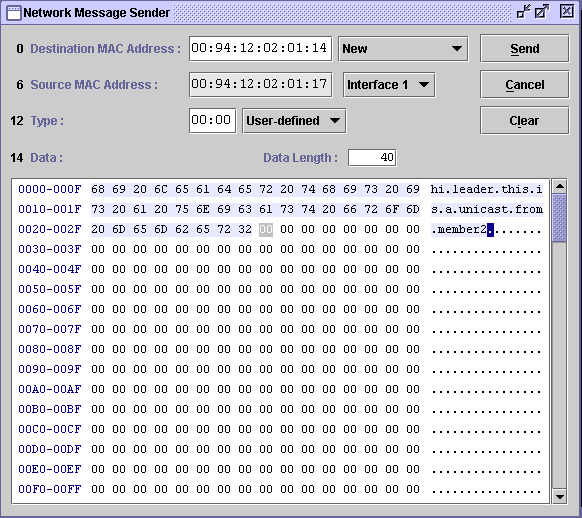 Network Message Sender
0 Destination MAC Address : 00:94:12:02:01:14 New Send
6 Source MAC Address : 00:94:12:02:01:17 Interface 1 Cancel
12 Type : 00:00 User-defined Clear
14 Data : Data Length : 40
0000-000F 68 69 20 6C 65 61 64 65 72 20 74 68 69 73 20 69 hi.leader.this.i
0010-001F 73 20 61 20 75 6E 69 63 61 73 74 20 66 72 6F 6D s.a.unicast.from
0020-002F 20 6D 65 6D 62 65 72 32 00 00 00 00 00 00 00 00 .member2........
0030-003F 00 00 00 00 00 00 00 00 00 00 00 00 00 00 00 00 ................
0040-004F 00 00 00 00 00 00 00 00 00 00 00 00 00 00 00 00 ................
0050-005F 00 00 00 00 00 00 00 00 00 00 00 00 00 00 00 00 ................
0060-006F 00 00 00 00 00 00 00 00 00 00 00 00 00 00 00 00 ................
0070-007F 00 00 00 00 00 00 00 00 00 00 00 00 00 00 00 00 ................
0080-008F 00 00 00 00 00 00 00 00 00 00 00 00 00 00 00 00 ................
0090-009F 00 00 00 00 00 00 00 00 00 00 00 00 00 00 00 00 ................
00A0-00AF 00 00 00 00 00 00 00 00 00 00 00 00 00 00 00 00 ................
00B0-00BF 00 00 00 00 00 00 00 00 00 00 00 00 00 00 00 00 ................
00C0-00CF 00 00 00 00 00 00 00 00 00 00 00 00 00 00 00 00 ................
00D0-00DF 00 00 00 00 00 00 00 00 00 00 00 00 00 00 00 00 ................
00E0-00EF 00 00 00 00 00 00 00 00 00 00 00 00 00 00 00 00 ................
00F0-00FF 00 00 00 00 00 00 00 00 00 00 00 00 00 00 00 00 ................